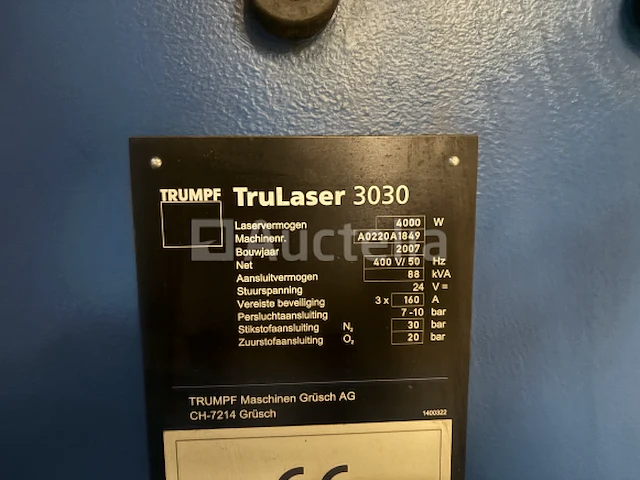 TRUMPF TruLaser 3030
Laservermogen 4000 W
Machinenr. A0220A1849
Bouwjaar 2007
Net 400 V/ 50 Hz
Aansluitvermogen 88 kVA
Stuurspanning 24 V =
Vereiste beveiliging 3 x 160 A
Persluchtaansluiting 7 -10 bar
Stikstofaansluiting N₂ 30 bar
Zuurstofaansluiting O₂ 20 bar
TRUMPF Maschinen Grüsch AG
CH-7214 Grüsch 1400322
Auctelia
CE